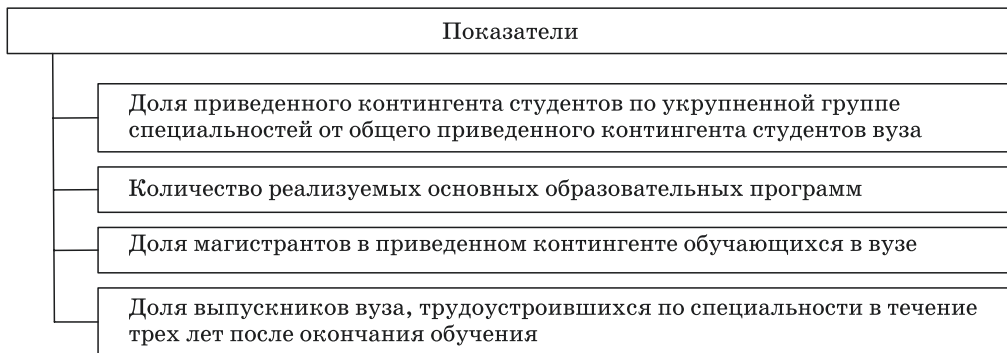 Показатели
Доля приведенного контингента студентов по укрупненной группе
специальностей от общего приведенного контингента студентов вуза
Количество реализуемых основных образовательных программ
Доля магистрантов в приведенном контингенте обучающихся в вузе
Доля выпускников вуза, трудоустроившихся по специальности в течение
трех лет после окончания обучения